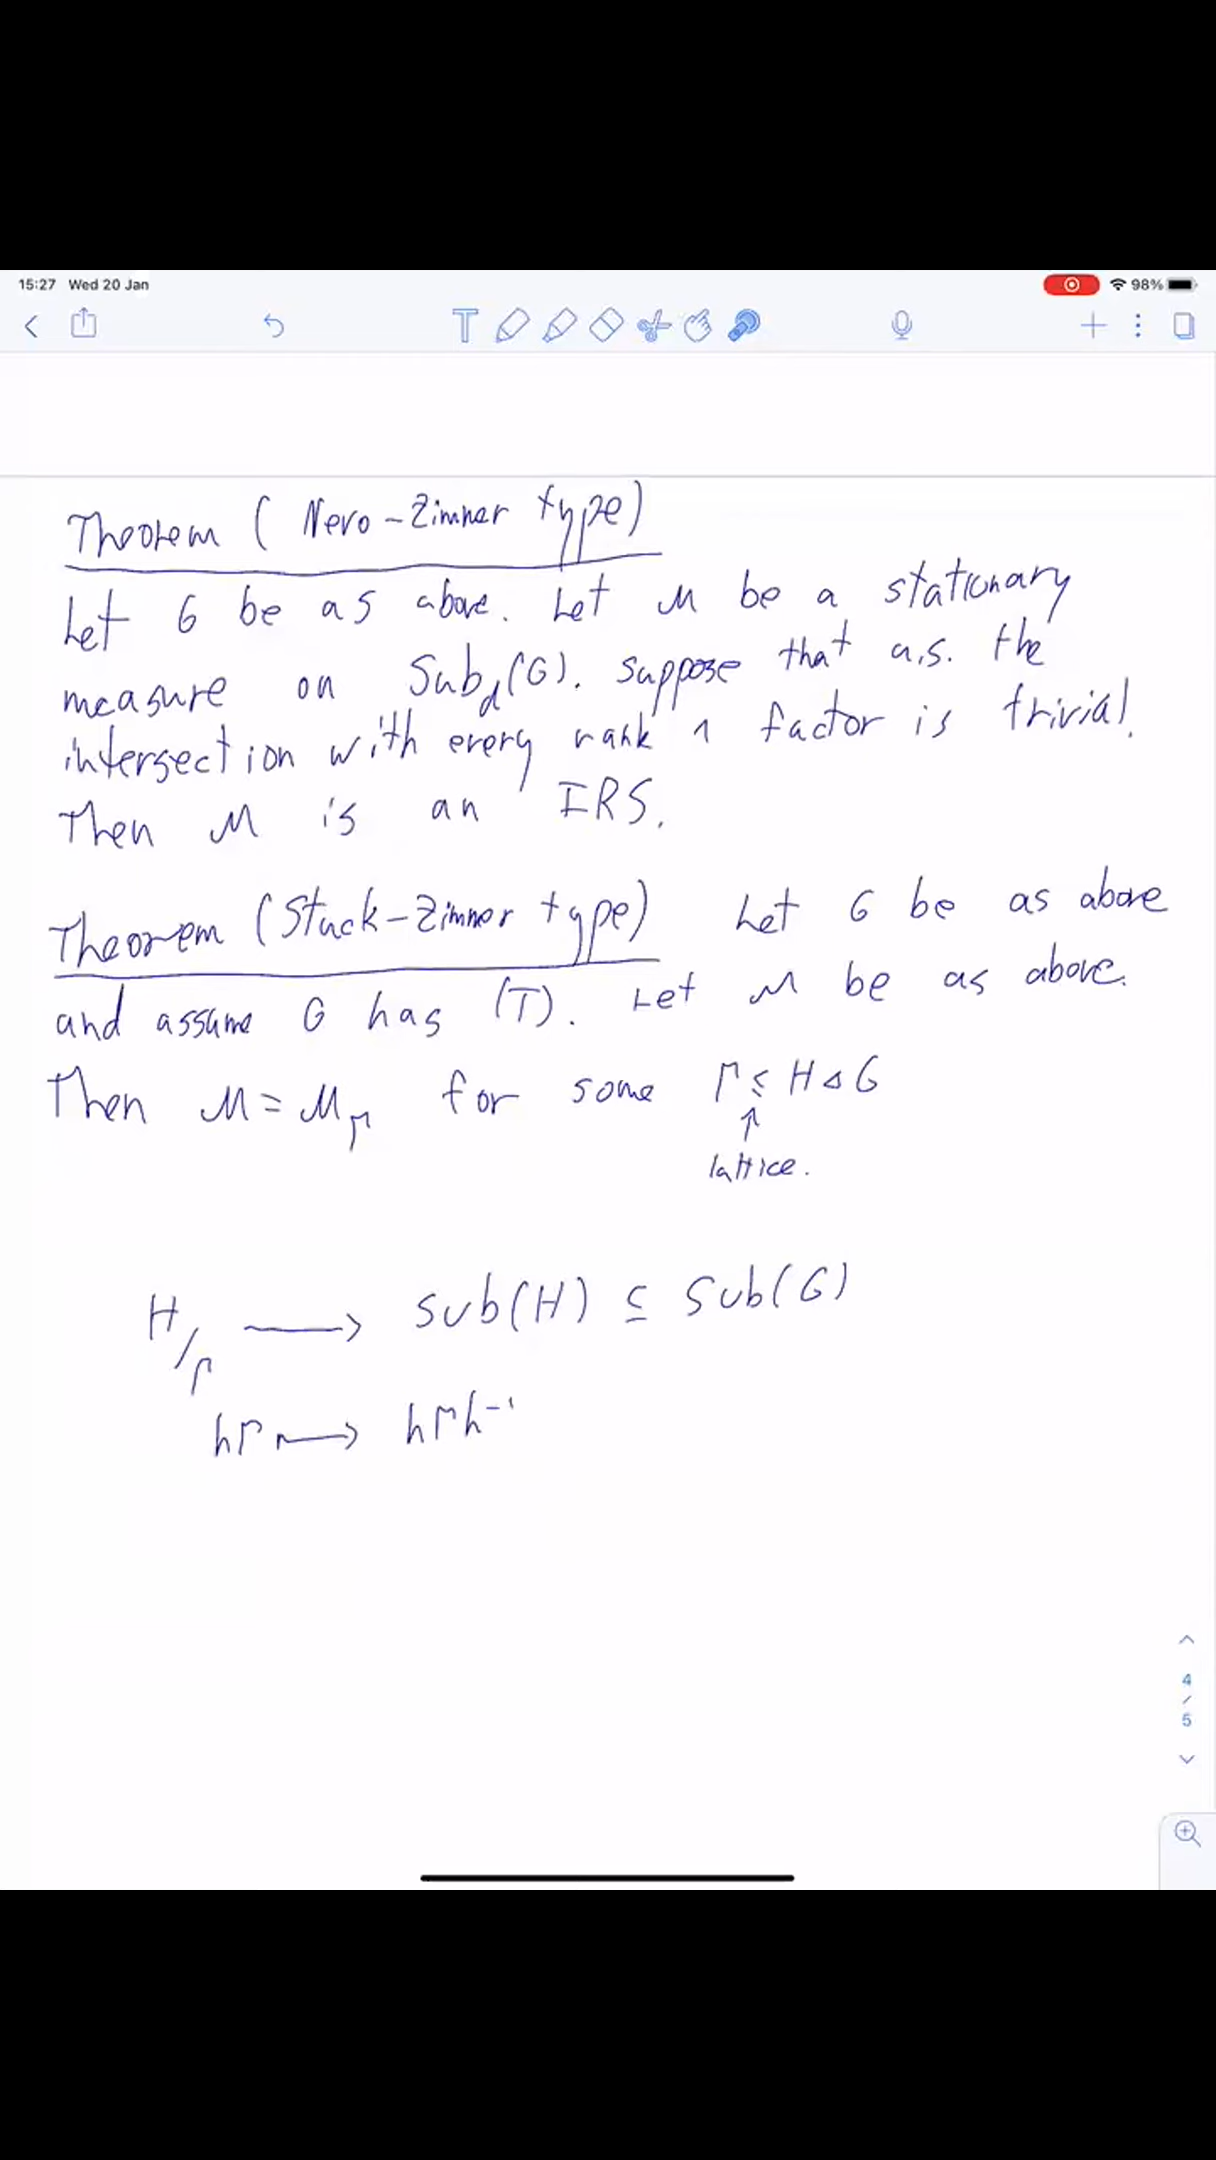 15:27 Wed 20 Jan 98%
Theorem (Nevo-Zimmer type)
Let G be as above. Let μ be a stationary
measure on Sub_d(G). Suppose that a.s. the
intersection with every rank 1 factor is trivial.
Then μ is an IRS.
Theorem (Stuck-Zimmer type) Let G be as above
and assume G has (T). Let μ be as above.
Then μ = μ_Γ for some Γ ≤ H ◁ G
↑
lattice.
H/Γ ⟶ Sub(H) ⊆ Sub(G)
hΓ ⟼ hΓh⁻¹
4
/
5